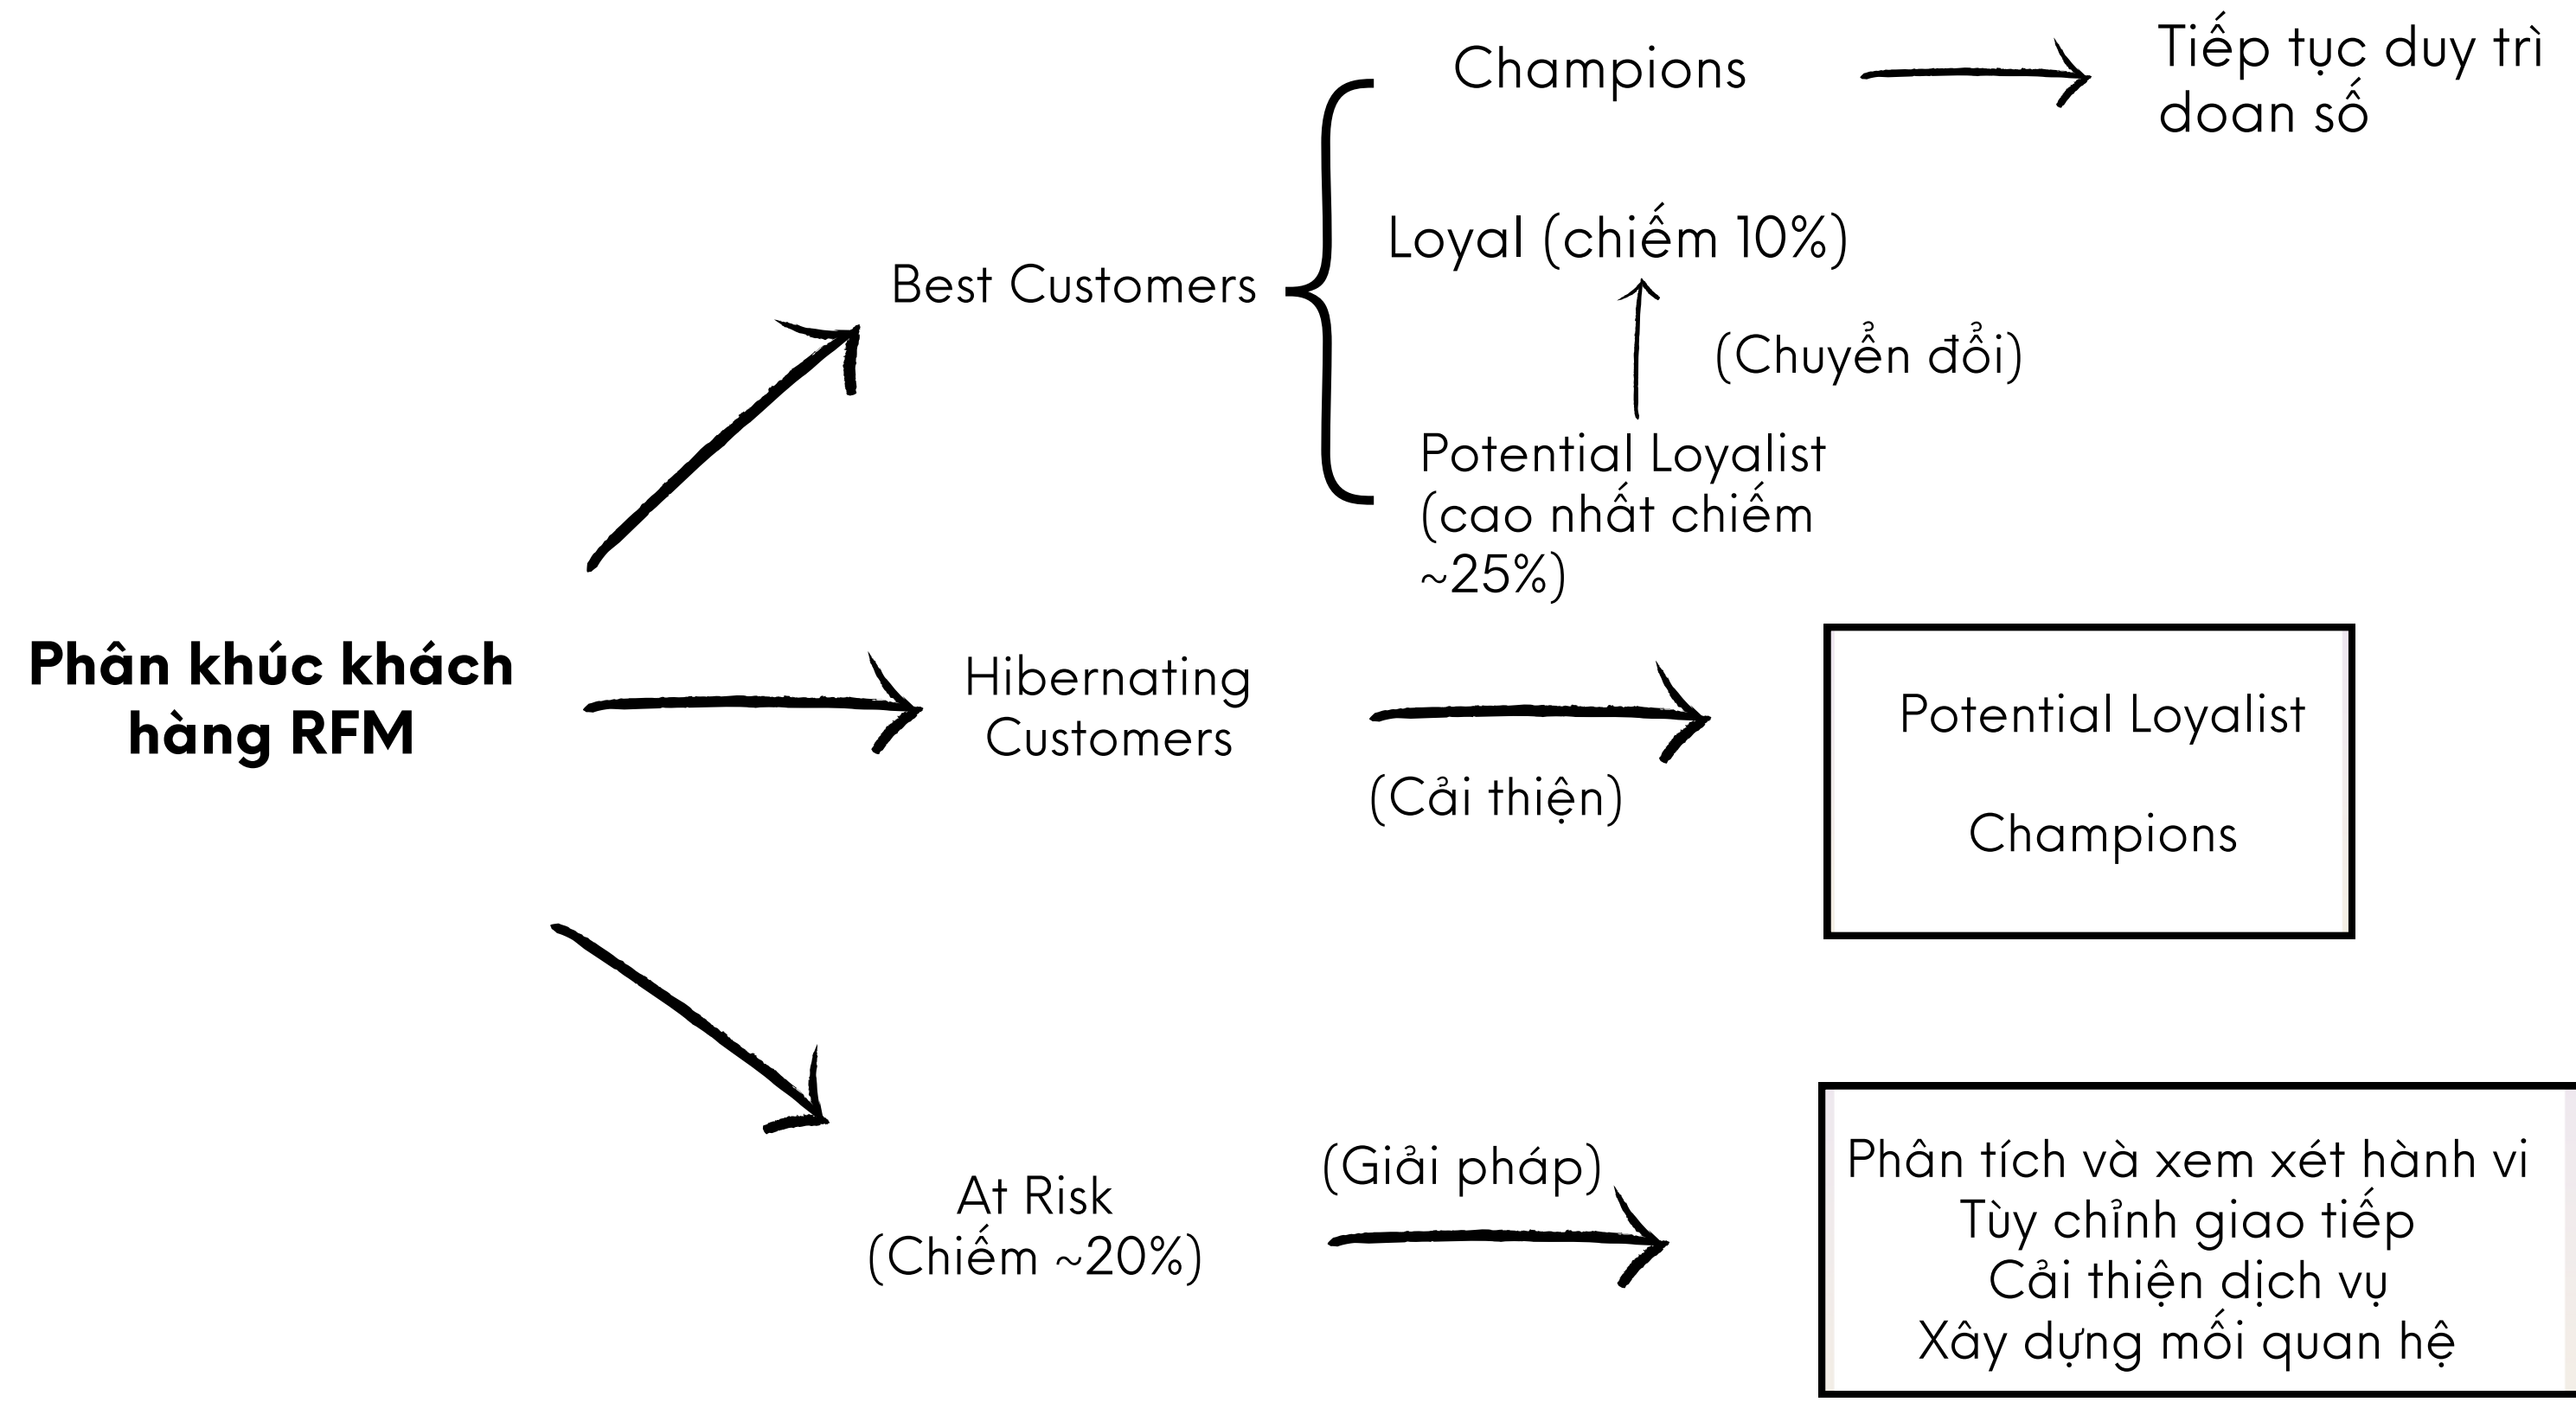 Champions
Tiếp tục duy trì
doan số
Loyal (chiếm 10%)
Best Customers
(Chuyển đổi)
Potential Loyalist
(cao nhất chiếm
~25%)
Phân khúc khách
hàng RFM
Hibernating
Customers
(Cải thiện)
Potential Loyalist
Champions
At Risk
(Chiếm ~20%)
(Giải pháp)
Phân tích và xem xét hành vi
Tùy chỉnh giao tiếp
Cải thiện dịch vụ
Xây dựng mối quan hệ